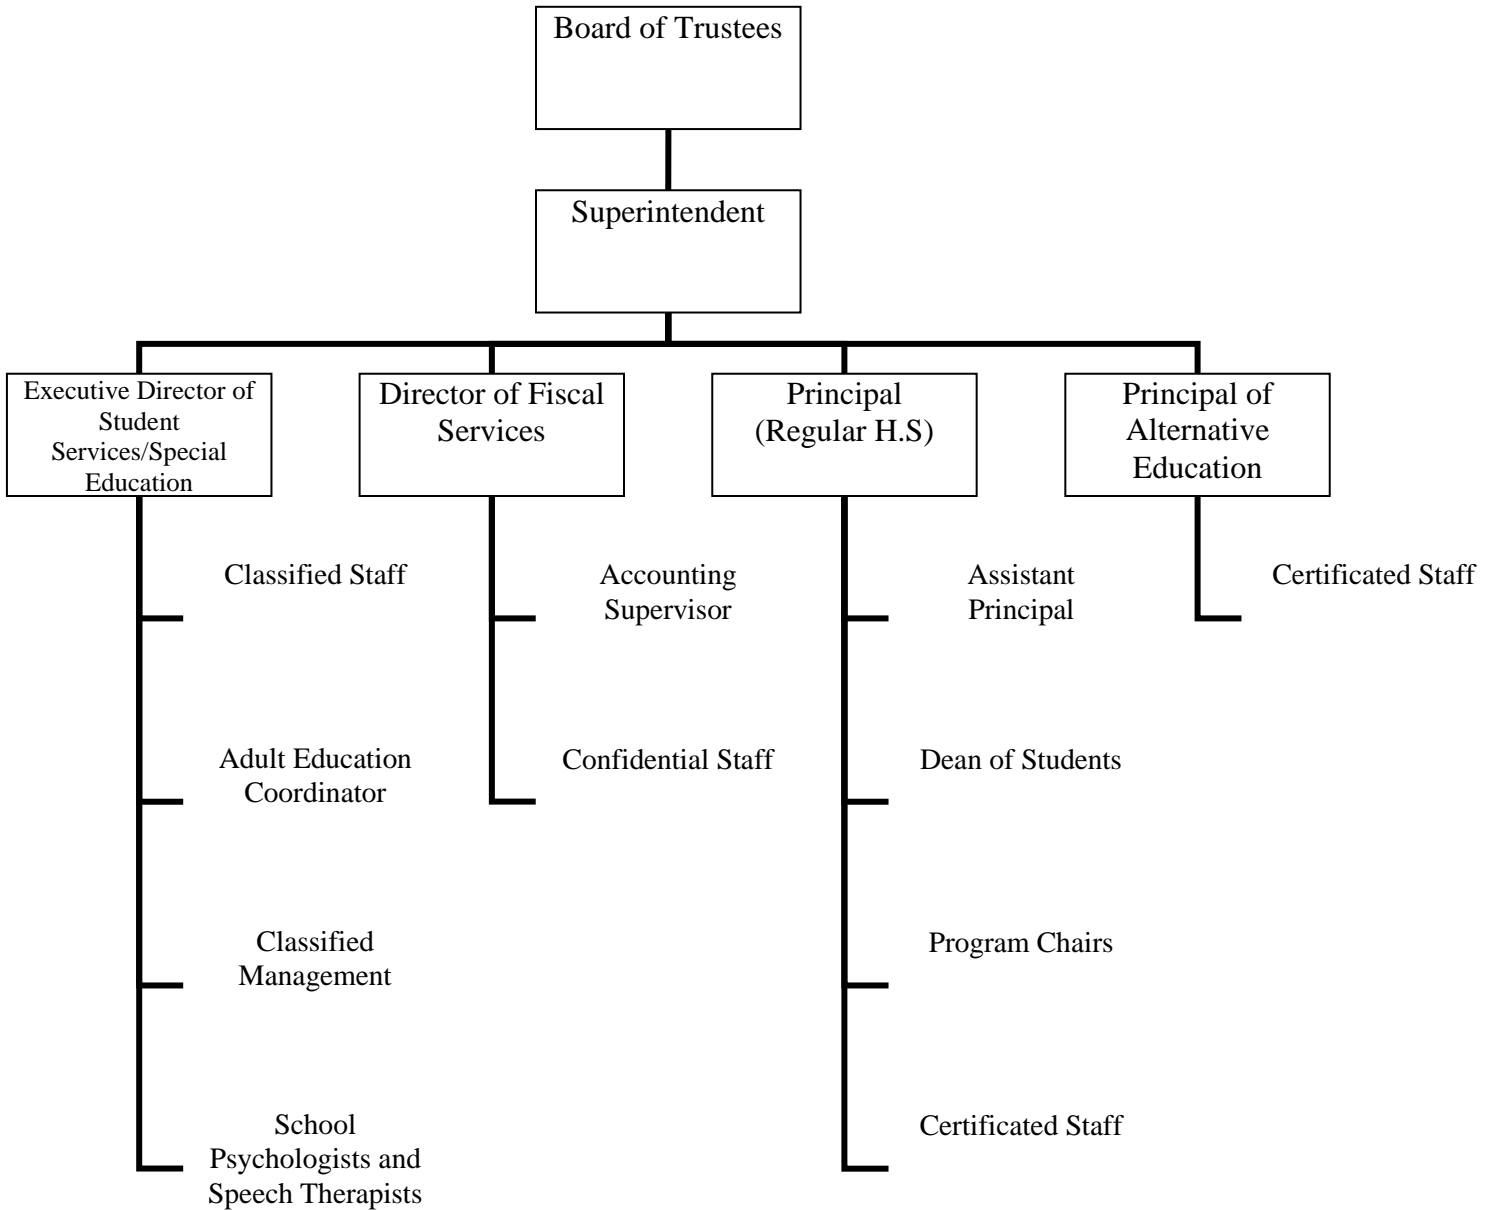 Board of Trustees
Superintendent
Executive Director of
Student
Services/Special
Education
Director of Fiscal
Services
Principal
(Regular H.S)
Principal of
Alternative
Education
Classified Staff
Adult Education
Coordinator
Classified
Management
School
Psychologists and
Speech Therapists
Accounting
Supervisor
Confidential Staff
Assistant
Principal
Dean of Students
Program Chairs
Certificated Staff
Certificated Staff